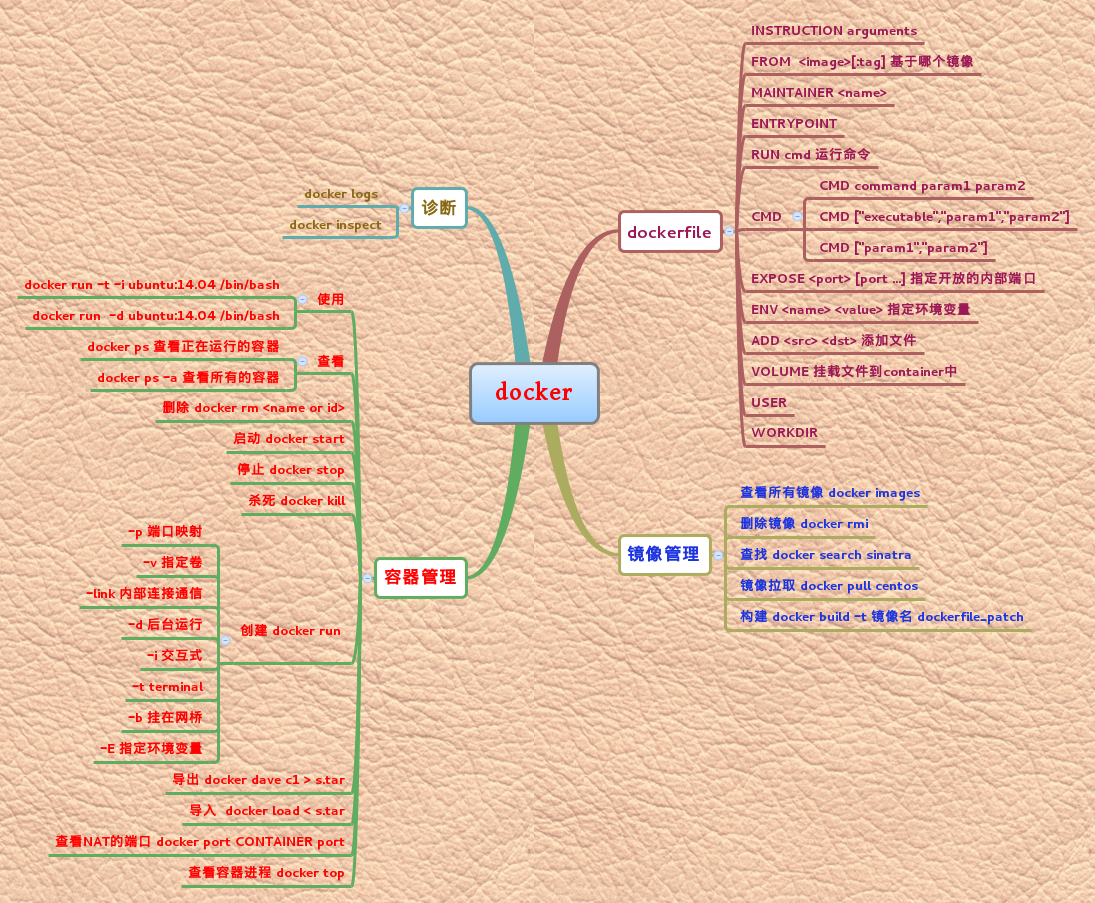 docker
诊断
docker logs
docker inspect
dockerfile
INSTRUCTION arguments
FROM <image>[:tag] 基于哪个镜像
MAINTAINER <name>
ENTRYPOINT
RUN cmd 运行命令
CMD
CMD command param1 param2
CMD ["executable","param1","param2"]
CMD ["param1","param2"]
EXPOSE <port> [port ...] 指定开放的内部端口
ENV <name> <value> 指定环境变量
ADD <src> <dst> 添加文件
VOLUME 挂载文件到container中
USER
WORKDIR
镜像管理
查看所有镜像 docker images
删除镜像 docker rmi
查找 docker search sinatra
镜像拉取 docker pull centos
构建 docker build -t 镜像名 dockerfile_patch
容器管理
使用
docker run -t -i ubuntu:14.04 /bin/bash
docker run -d ubuntu:14.04 /bin/bash
查看
docker ps 查看正在运行的容器
docker ps -a 查看所有的容器
删除 docker rm <name or id>
启动 docker start
停止 docker stop
杀死 docker kill
创建 docker run
-p 端口映射
-v 指定卷
-link 内部连接通信
-d 后台运行
-i 交互式
-t terminal
-b 挂在网桥
-E 指定环境变量
导出 docker dave c1 > s.tar
导入 docker load < s.tar
查看NAT的端口 docker port CONTAINER port
查看容器进程 docker top